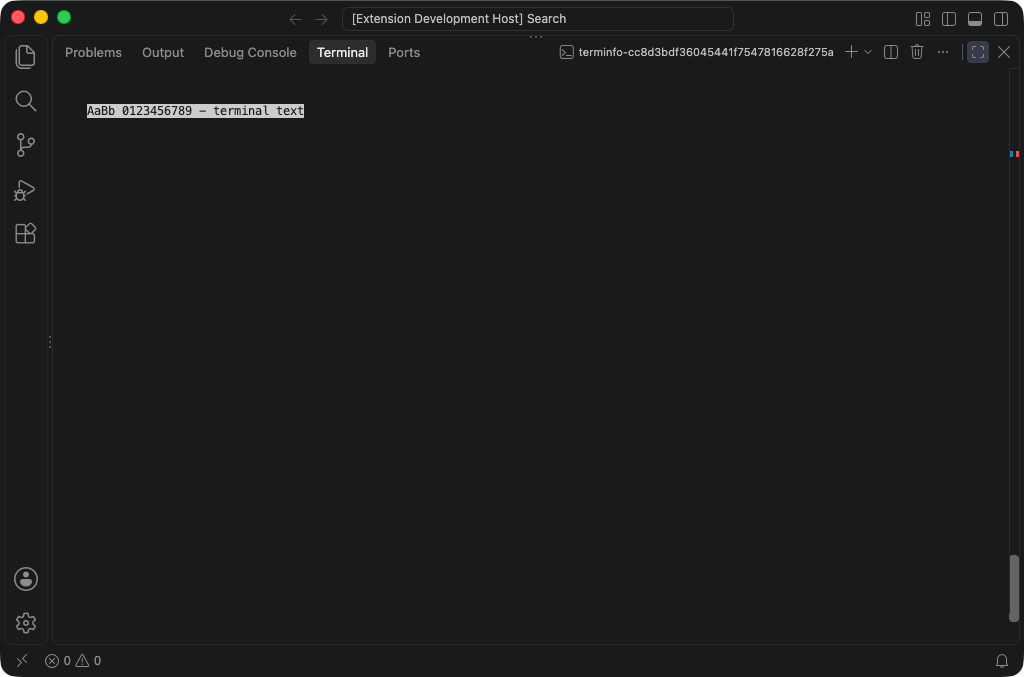 [Extension Development Host] Search
Problems Output Debug Console Terminal Ports
terminfo-cc8d3bdf36045441f7547816628f275a
AaBb 0123456789 — terminal text
0 0